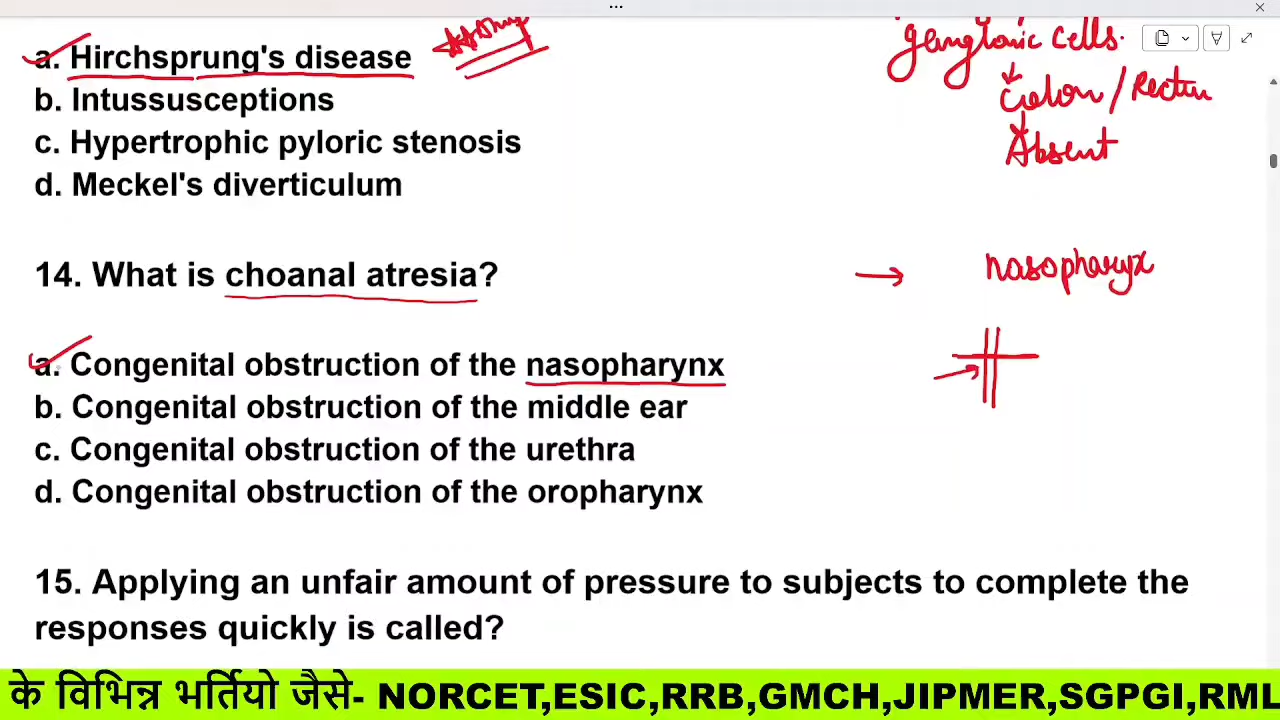 a. Hirchsprung's disease
b. Intussusceptions
c. Hypertrophic pyloric stenosis
d. Meckel's diverticulum
cells.
Colon / Rectu
Absent
14. What is choanal atresia?
nasopharyx
a. Congenital obstruction of the nasopharynx
b. Congenital obstruction of the middle ear
c. Congenital obstruction of the urethra
d. Congenital obstruction of the oropharynx
15. Applying an unfair amount of pressure to subjects to complete the
responses quickly is called?
के विभिन्न भर्तियो जैसे- NORCET,ESIC,RRB,GMCH,JIPMER,SGPGI,RML